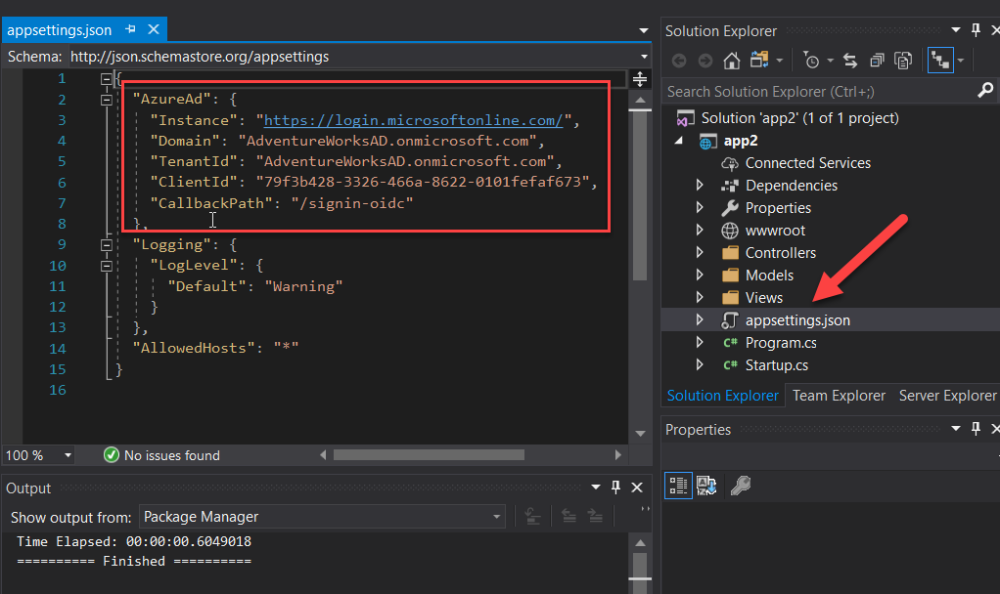 appsettings.json
Schema: http://json.schemastore.org/appsettings
1 {
2 "AzureAd": {
3 "Instance": "https://login.microsoftonline.com/",
4 "Domain": "AdventureWorksAD.onmicrosoft.com",
5 "TenantId": "AdventureWorksAD.onmicrosoft.com",
6 "ClientId": "79f3b428-3326-466a-8622-0101fefaf673",
7 "CallbackPath": "/signin-oidc"
8 },
9 "Logging": {
10 "LogLevel": {
11 "Default": "Warning"
12 }
13 },
14 "AllowedHosts": "*"
15 }
16
100 % No issues found
Output
Show output from: Package Manager
Time Elapsed: 00:00:00.6049018
========== Finished ==========
Solution Explorer
Search Solution Explorer (Ctrl+;)
Solution 'app2' (1 of 1 project)
app2
Connected Services
Dependencies
Properties
wwwroot
Controllers
Models
Views
appsettings.json
C# Program.cs
C# Startup.cs
Solution Explorer Team Explorer Server Explorer
Properties